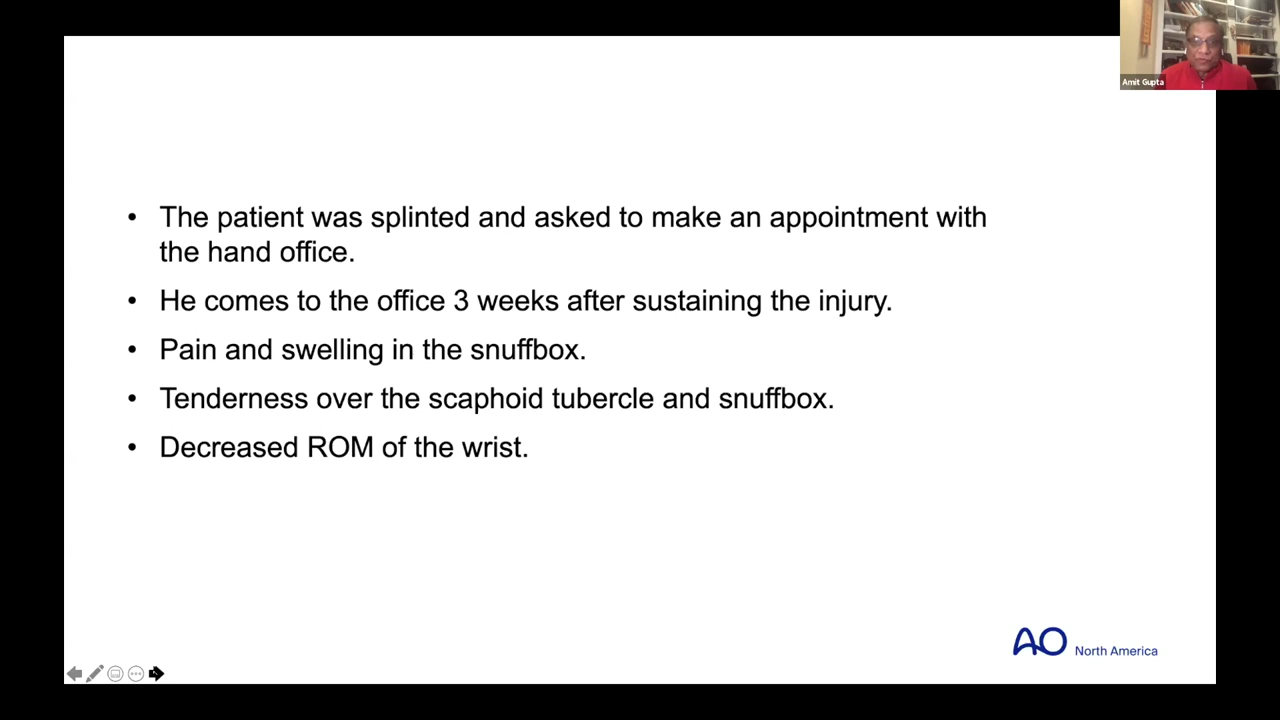 Amit Gupta
• The patient was splinted and asked to make an appointment with
the hand office.
• He comes to the office 3 weeks after sustaining the injury.
• Pain and swelling in the snuffbox.
• Tenderness over the scaphoid tubercle and snuffbox.
• Decreased ROM of the wrist.
AO North America